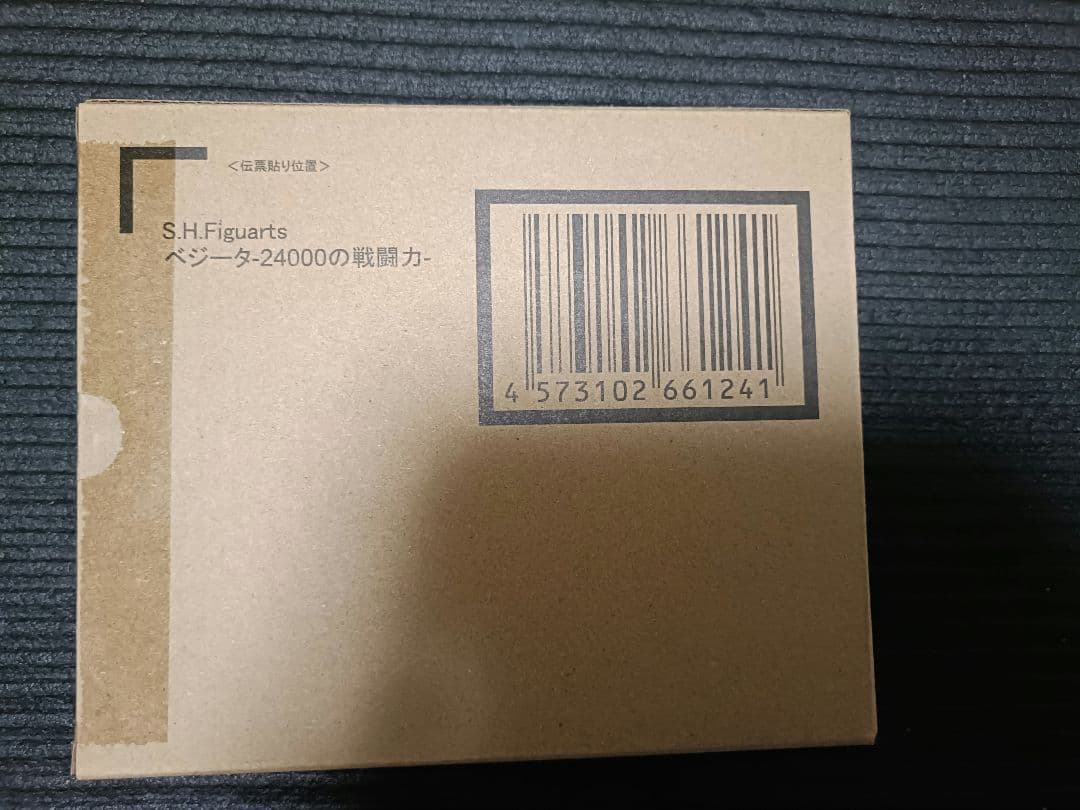 <伝票貼り位置>
S.H.Figuarts
ベジータ-24000の戦闘力-
4 573102 661241